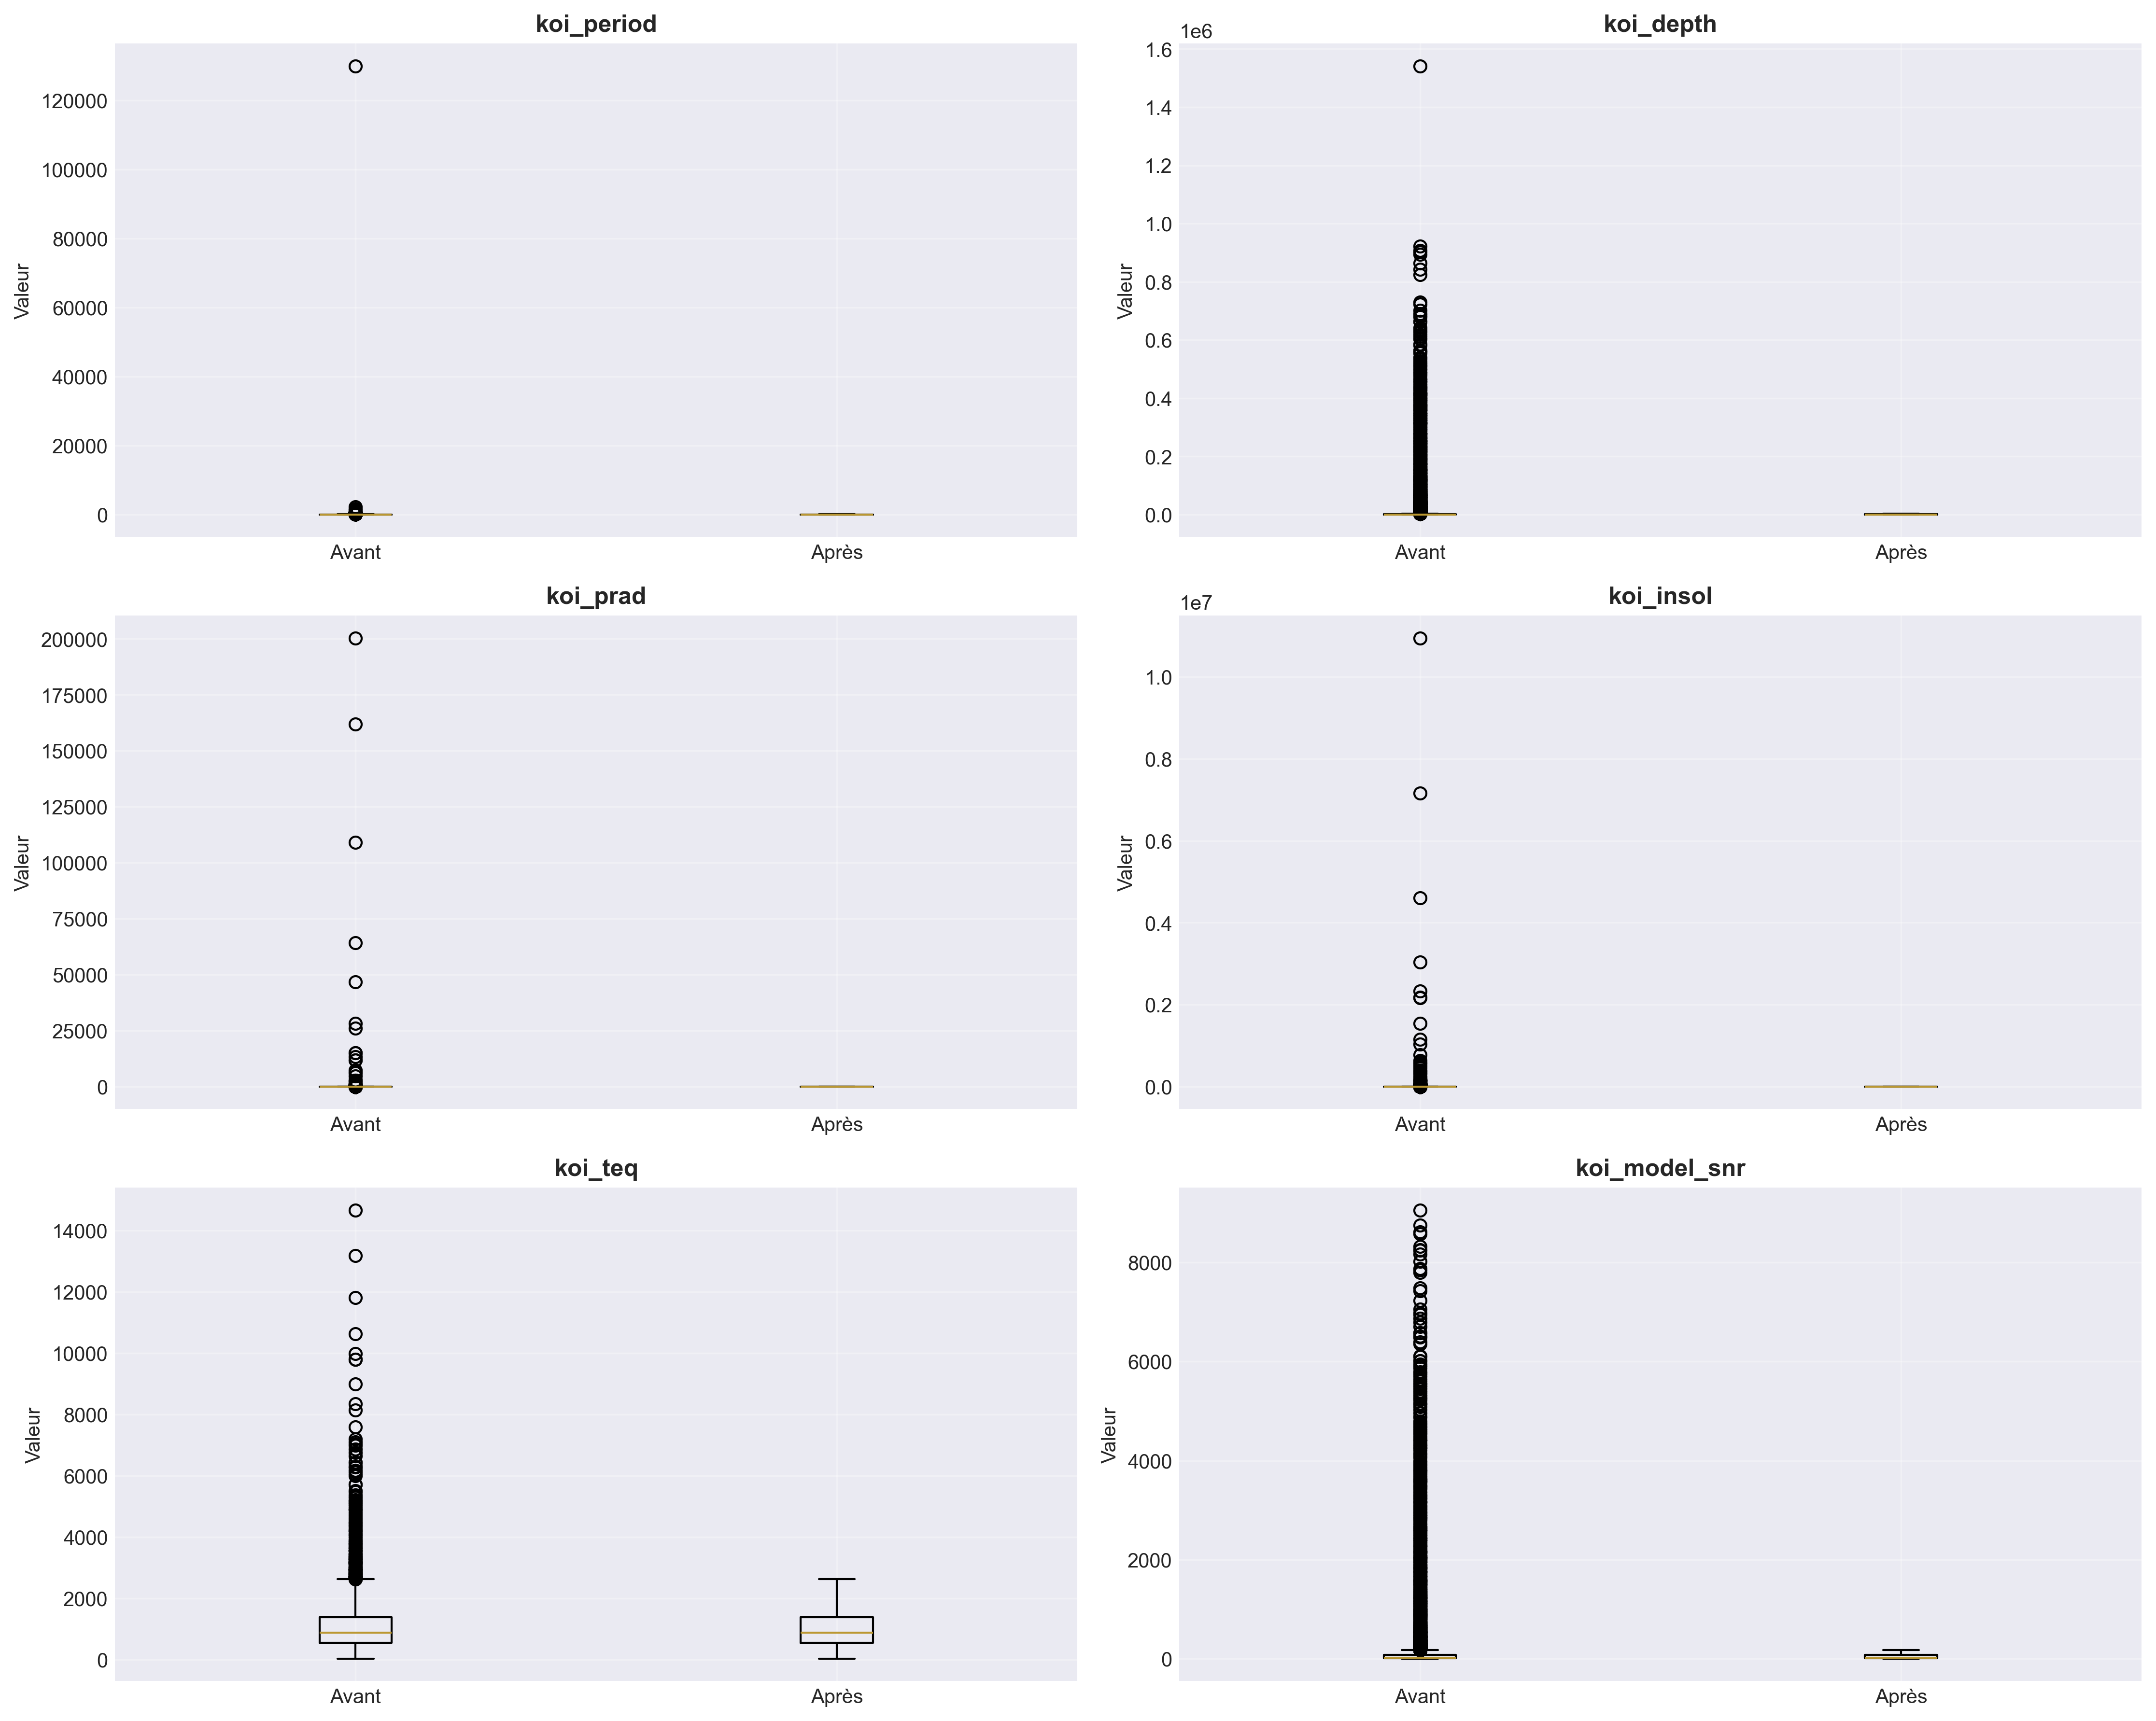 koi_period
120000
100000
80000
60000
40000
20000
0
Valeur
Avant Après
koi_depth
1e6
1.6
1.4
1.2
1.0
0.8
0.6
0.4
0.2
0.0
Valeur
Avant Après
koi_prad
200000
175000
150000
125000
100000
75000
50000
25000
0
Valeur
Avant Après
koi_insol
1e7
1.0
0.8
0.6
0.4
0.2
0.0
Valeur
Avant Après
koi_teq
14000
12000
10000
8000
6000
4000
2000
0
Valeur
Avant Après
koi_model_snr
8000
6000
4000
2000
0
Valeur
Avant Après